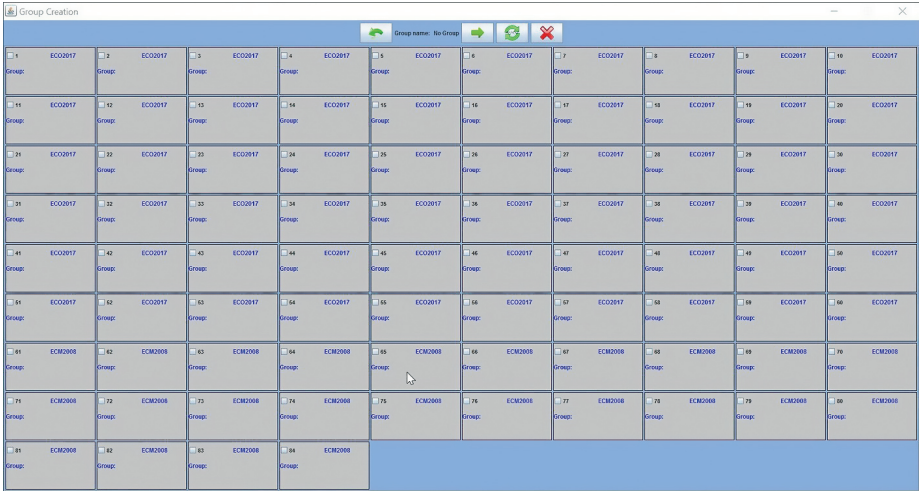 Group Creation
Group name: No Group
1 ECO2017 2 ECO2017 3 ECO2017 4 ECO2017 5 ECO2017 6 ECO2017 7 ECO2017 8 ECO2017 9 ECO2017 10 ECO2017
Group: Group: Group: Group: Group: Group: Group: Group: Group: Group:
11 ECO2017 12 ECO2017 13 ECO2017 14 ECO2017 15 ECO2017 16 ECO2017 17 ECO2017 18 ECO2017 19 ECO2017 20 ECO2017
Group: Group: Group: Group: Group: Group: Group: Group: Group: Group:
21 ECO2017 22 ECO2017 23 ECO2017 24 ECO2017 25 ECO2017 26 ECO2017 27 ECO2017 28 ECO2017 29 ECO2017 30 ECO2017
Group: Group: Group: Group: Group: Group: Group: Group: Group: Group:
31 ECO2017 32 ECO2017 33 ECO2017 34 ECO2017 35 ECO2017 36 ECO2017 37 ECO2017 38 ECO2017 39 ECO2017 40 ECO2017
Group: Group: Group: Group: Group: Group: Group: Group: Group: Group:
41 ECO2017 42 ECO2017 43 ECO2017 44 ECO2017 45 ECO2017 46 ECO2017 47 ECO2017 48 ECO2017 49 ECO2017 50 ECO2017
Group: Group: Group: Group: Group: Group: Group: Group: Group: Group:
51 ECO2017 52 ECO2017 53 ECO2017 54 ECO2017 55 ECO2017 56 ECO2017 57 ECO2017 58 ECO2017 59 ECO2017 60 ECO2017
Group: Group: Group: Group: Group: Group: Group: Group: Group: Group:
61 ECM2008 62 ECM2008 63 ECM2008 64 ECM2008 65 ECM2008 66 ECM2008 67 ECM2008 68 ECM2008 69 ECM2008 70 ECM2008
Group: Group: Group: Group: Group: Group: Group: Group: Group: Group:
71 ECM2008 72 ECM2008 73 ECM2008 74 ECM2008 75 ECM2008 76 ECM2008 77 ECM2008 78 ECM2008 79 ECM2008 80 ECM2008
Group: Group: Group: Group: Group: Group: Group: Group: Group: Group:
81 ECM2008 82 ECM2008 83 ECM2008 84 ECM2008
Group: Group: Group: Group: